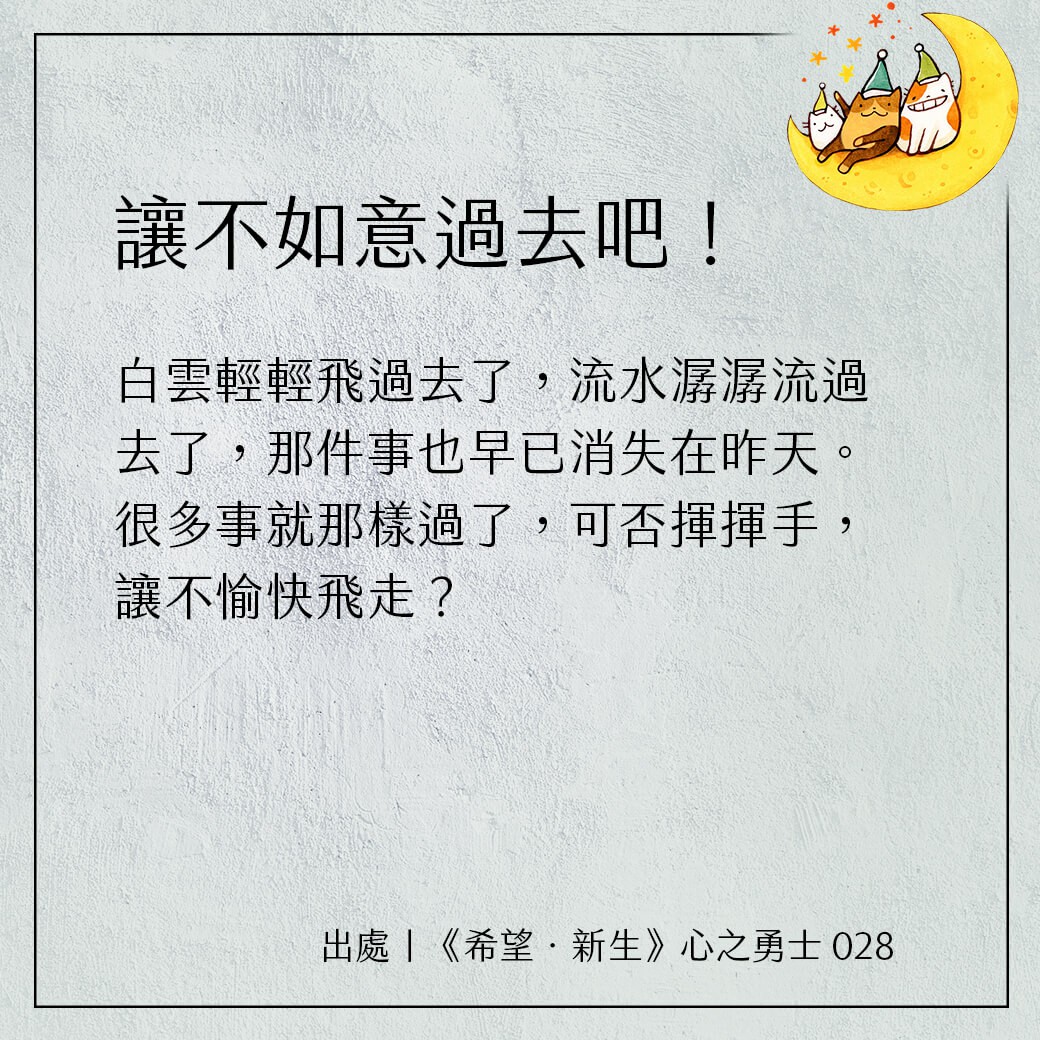 讓不如意過去吧！
白雲輕輕飛過去了，流水潺潺流過
去了，那件事也早已消失在昨天。
很多事就那樣過了，可否揮揮手，
讓不愉快飛走？
出處｜《希望‧新生》心之勇士 028